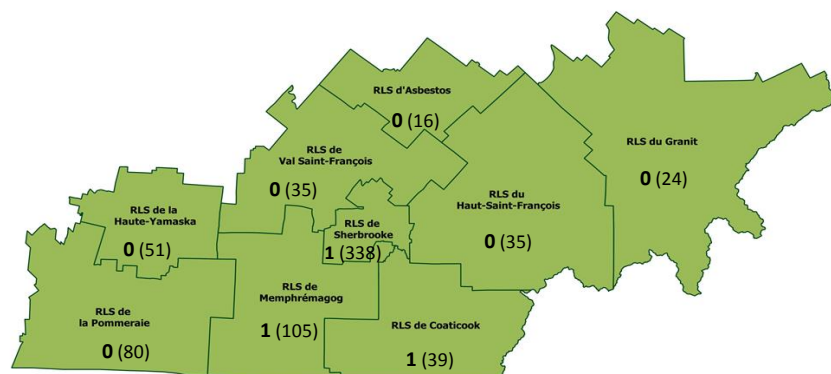 RLS d'Asbestos
0 (16)
RLS du Granit
0 (24)
RLS de
Val Saint-François
0 (35)
RLS du
Haut-Saint-François
0 (35)
RLS de la
Haute-Yamaska
0 (51)
RLS de
Sherbrooke
1 (338)
RLS de
Memphrémagog
1 (105)
RLS de
la Pommeraie
0 (80)
RLS de Coaticook
1 (39)